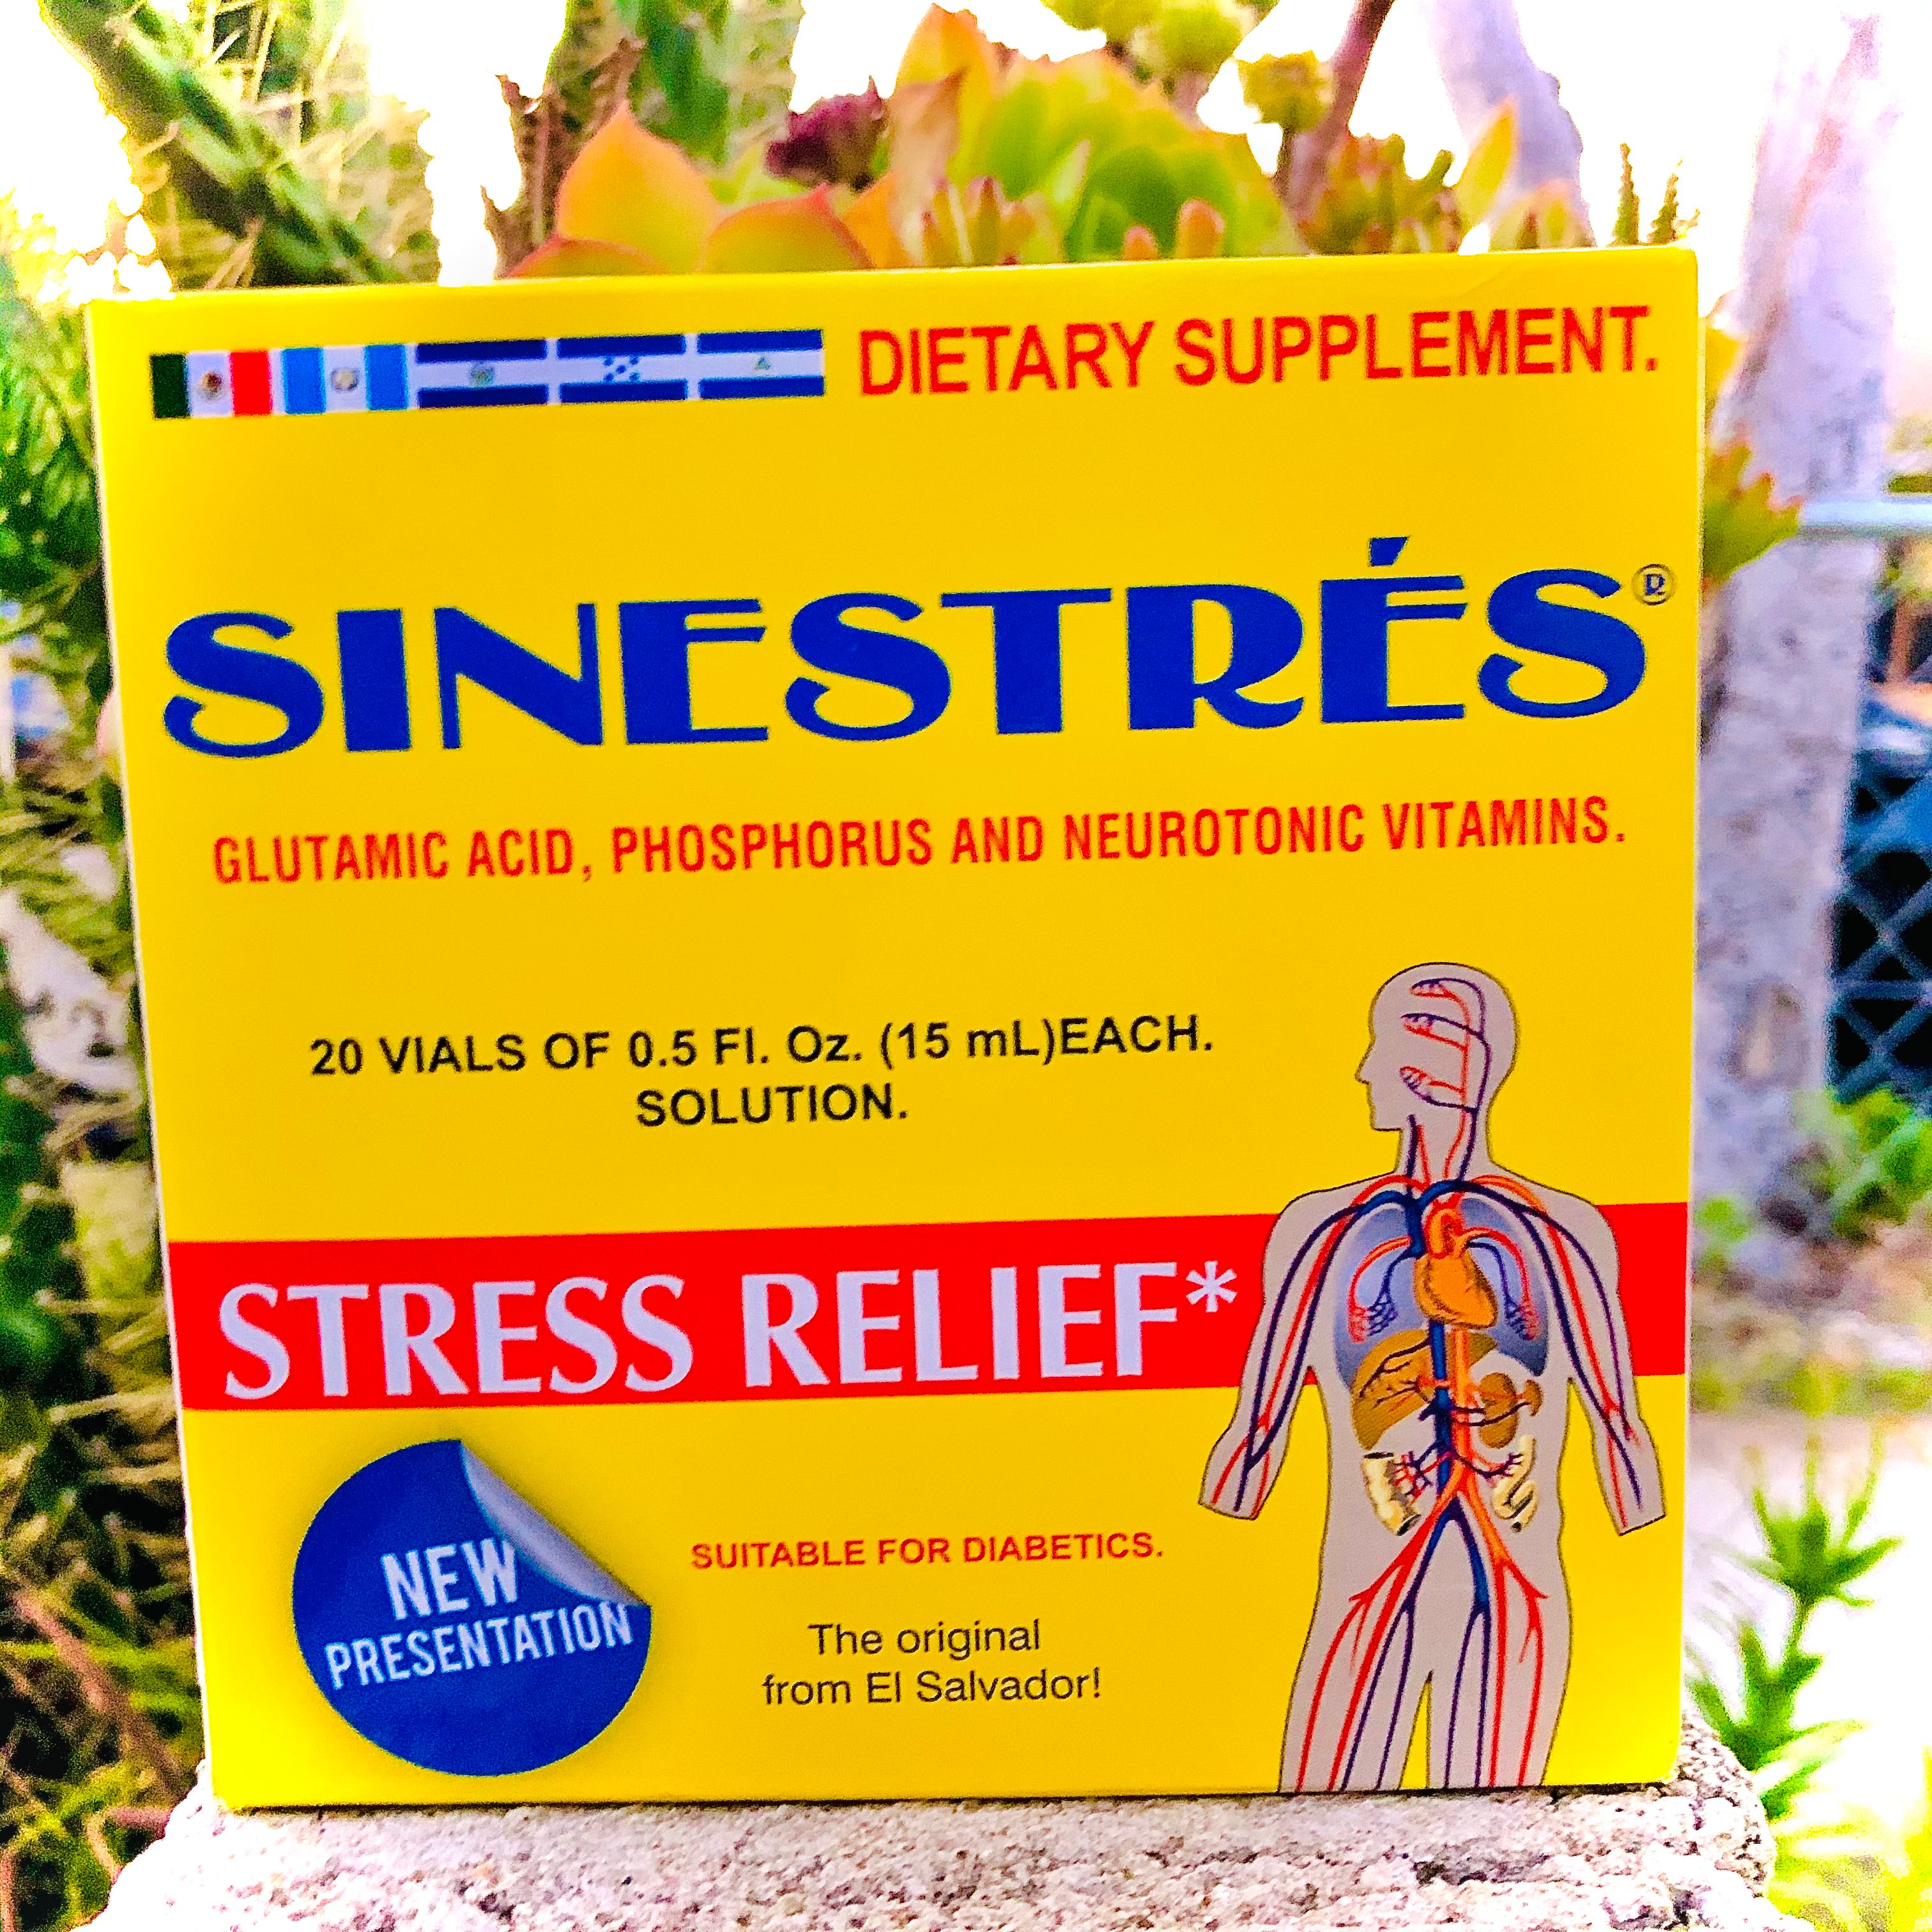 DIETARY SUPPLEMENT.
SINESTRÉS®
GLUTAMIC ACID, PHOSPHORUS AND NEUROTONIC VITAMINS.
20 VIALS OF 0.5 Fl. Oz. (15 mL)EACH.
SOLUTION.
STRESS RELIEF*
NEW
PRESENTATION
SUITABLE FOR DIABETICS.
The original
from El Salvador!